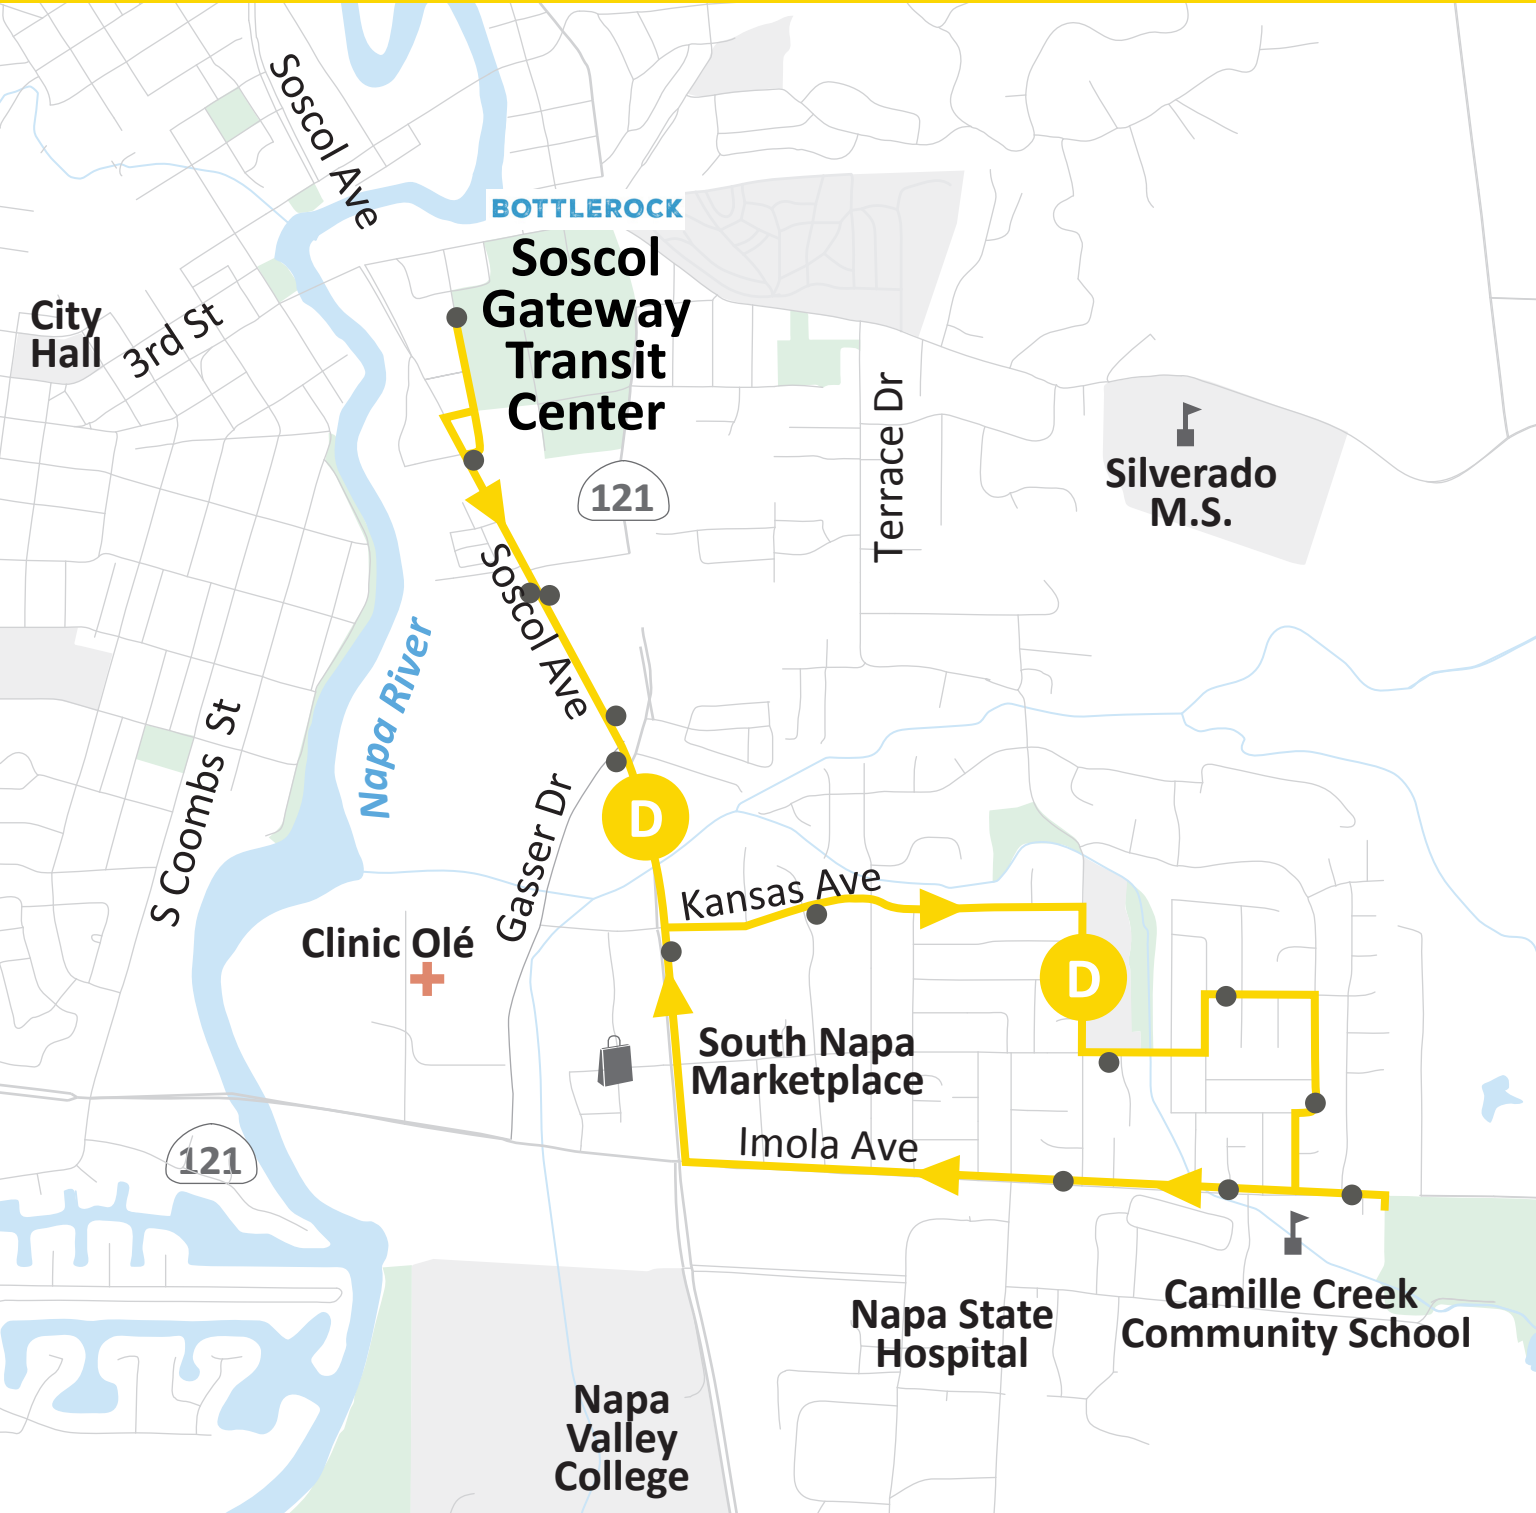 Soscol Ave
BOTTLEROCK
Soscol
Gateway
Transit
Center
City
Hall
3rd St
121
Terrace Dr
Silverado
M.S.
Soscol Ave
Napa River
S Coombs St
Gasser Dr
D
Kansas Ave
Clinic Olé
D
South Napa
Marketplace
Imola Ave
121
Napa State
Hospital
Camille Creek
Community School
Napa
Valley
College